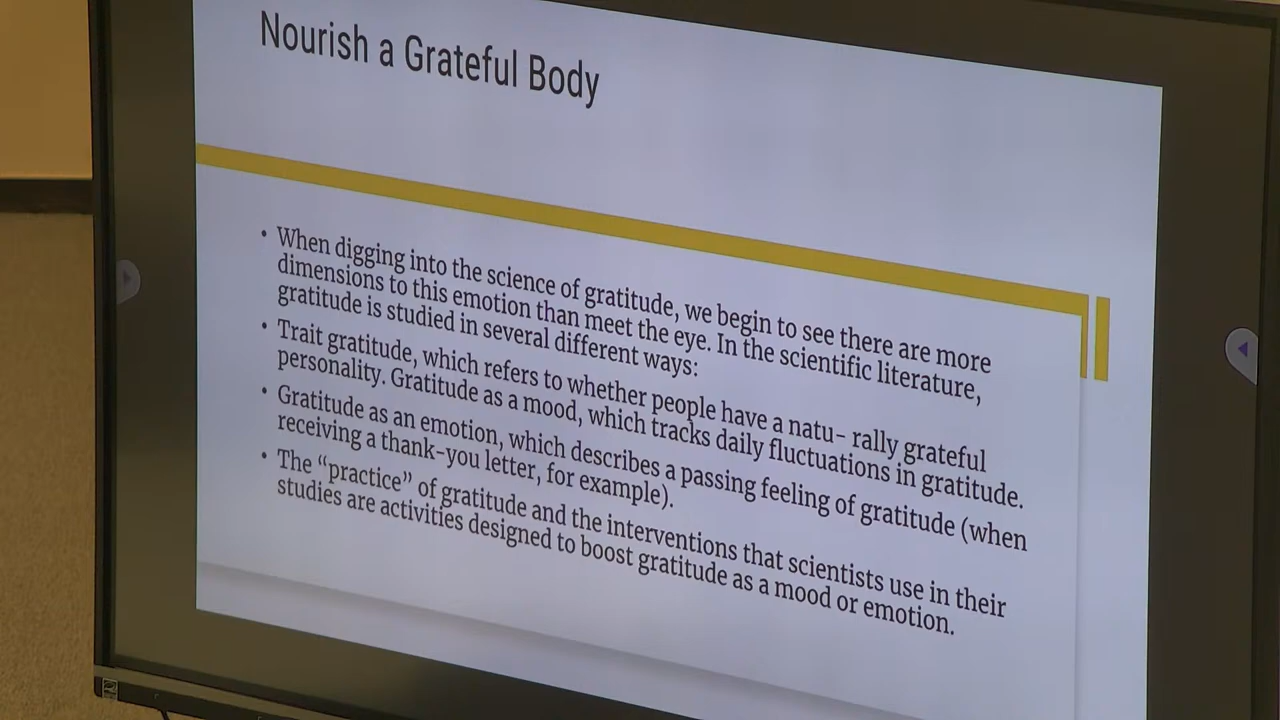 Nourish a Grateful Body
• When digging into the science of gratitude, we begin to see there are more
dimensions to this emotion than meet the eye. In the scientific literature,
gratitude is studied in several different ways:
• Trait gratitude, which refers to whether people have a natu- rally grateful
personality. Gratitude as a mood, which tracks daily fluctuations in gratitude.
• Gratitude as an emotion, which describes a passing feeling of gratitude (when
receiving a thank-you letter, for example).
• The “practice” of gratitude and the interventions that scientists use in their
studies are activities designed to boost gratitude as a mood or emotion.